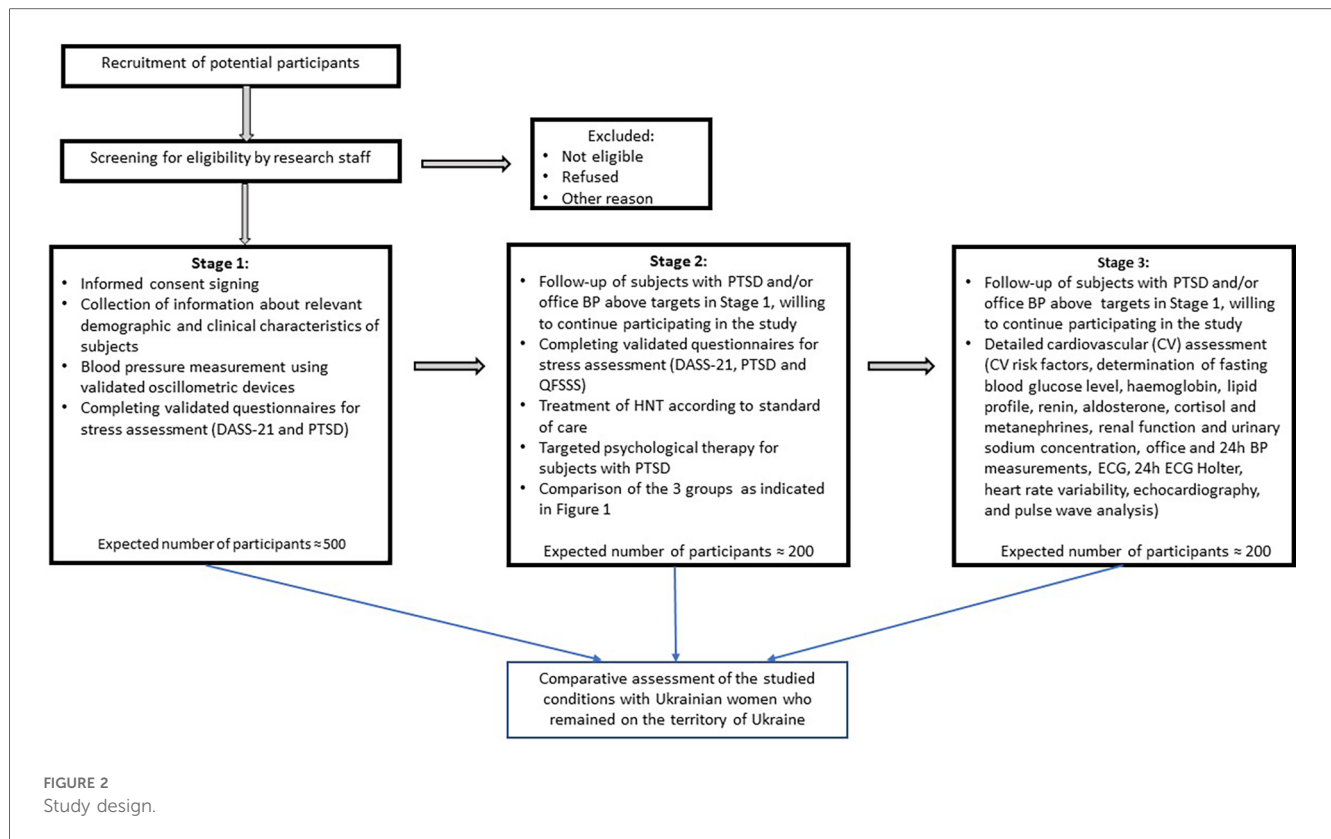 Recruitment of potential participants
Screening for eligibility by research staff
Excluded:
• Not eligible
• Refused
• Other reason
Stage 1:
• Informed consent signing
• Collection of information about relevant
demographic and clinical characteristics of
subjects
• Blood pressure measurement using
validated oscillometric devices
• Completing validated questionnaires for
stress assessment (DASS-21 and PTSD)
Expected number of participants ≈500
Stage 2:
• Follow-up of subjects with PTSD and/or
office BP above targets in Stage 1, willing
to continue participating in the study
• Completing validated questionnaires for
stress assessment (DASS-21, PTSD and
QFSSS)
• Treatment of HNT according to standard
of care
• Targeted psychological therapy for
subjects with PTSD
• Comparison of the 3 groups as indicated
in Figure 1
Expected number of participants ≈ 200
Stage 3:
• Follow-up of subjects with PTSD and/or
office BP above targets in Stage 1, willing
to continue participating in the study
• Detailed cardiovascular (CV) assessment
(CV risk factors, determination of fasting
blood glucose level, haemoglobin, lipid
profile, renin, aldosterone, cortisol and
metanephrines, renal function and urinary
sodium concentration, office and 24h BP
measurements, ECG, 24h ECG Holter,
heart rate variability, echocardiography,
and pulse wave analysis)
Expected number of participants ≈ 200
Comparative assessment of the studied
conditions with Ukrainian women who
remained on the territory of Ukraine
FIGURE 2
Study design.